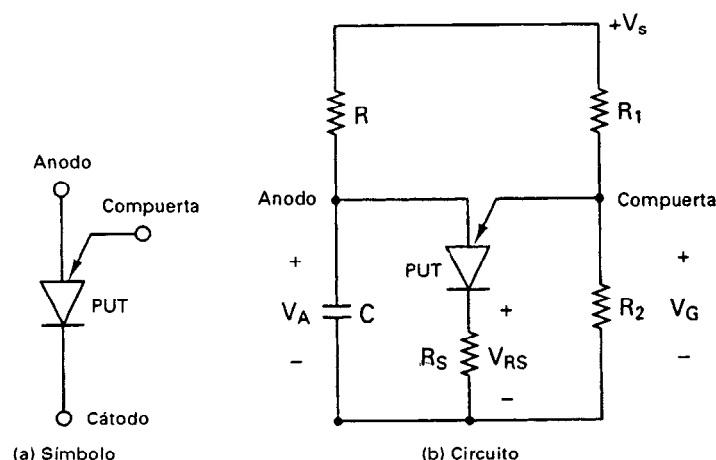 Anodo
Compuerta
PUT
Cátodo
(a) Símbolo
+Vs
R
R1
Anodo
Compuerta
PUT
+
VA
−
C
RS
+
VRS
−
R2
+
VG
−
(b) Circuito